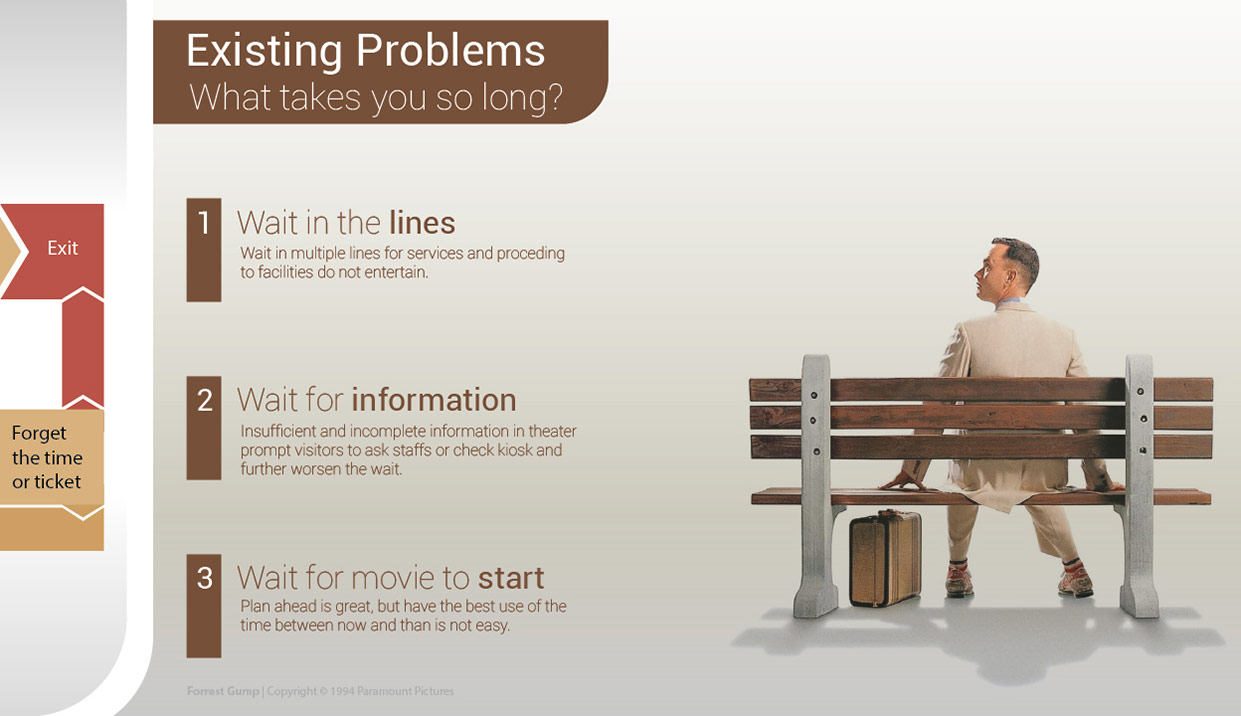 Existing Problems
What takes you so long?
Exit
Forget
the time
or ticket
1
Wait in the lines
Wait in multiple lines for services and proceding
to facilities do not entertain.
2
Wait for information
Insufficient and incomplete information in theater
prompt visitors to ask staffs or check kiosk and
further worsen the wait.
3
Wait for movie to start
Plan ahead is great, but have the best use of the
time between now and than is not easy.
Forrest Gump | Copyright © 1994 Paramount Pictures